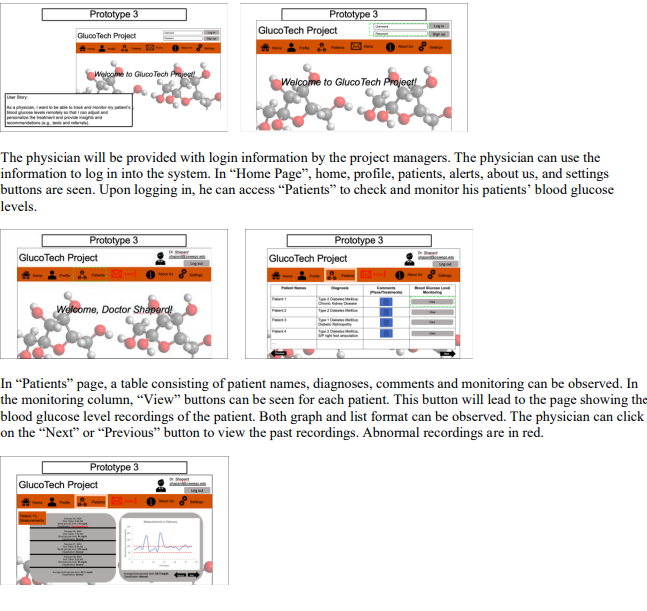 Prototype 3
GlucoTech Project
Log in
Sign up
Home
Profile
Patients
Alerts
About Us
Settings
Welcome to GlucoTech Project!
User Story:
As a physician, I want to be able to track and monitor my patient's
blood glucose levels remotely so that I can adjust and
personalize the treatment and provide insights and
recommendations (e.g., tests and referrals).
Prototype 3
GlucoTech Project
Log in
Sign up
Home
Profile
Patients
Alerts
About Us
Settings
Welcome to GlucoTech Project!
The physician will be provided with login information by the project managers. The physician can use the
information to log in into the system. In “Home Page”, home, profile, patients, alerts, about us, and settings
buttons are seen. Upon logging in, he can access “Patients” to check and monitor his patients’ blood glucose
levels.
Prototype 3
GlucoTech Project
Dr. Shepard
Log out
Home
Profile
Patients
About Us
Settings
Welcome, Doctor Shepard!
Prototype 3
GlucoTech Project
Dr. Shepard
Log out
Home
Profile
Patients
About Us
Settings
Patient Names
Diagnosis
Comments
(Plans/Treatments)
Blood Glucose Level
Monitoring
Patient 1
Type 2 Diabetes Mellitus
Chronic Kidney Disease
View
Patient 2
Type 2 Diabetes Mellitus
View
Patient 3
Type 1 Diabetes Mellitus
Diabetic Retinopathy
View
Patient 4
Type 2 Diabetes Mellitus
S/P right foot amputation
View
In “Patients” page, a table consisting of patient names, diagnoses, comments and monitoring can be observed. In
the monitoring column, “View” buttons can be seen for each patient. This button will lead to the page showing the
blood glucose level recordings of the patient. Both graph and list format can be observed. The physician can click
on the “Next” or “Previous” button to view the past recordings. Abnormal recordings are in red.
Prototype 3
GlucoTech Project
Dr. Shepard
Log out
Home
Profile
Patients
About Us
Settings
Patient 1's
Measurements
Measurements in February